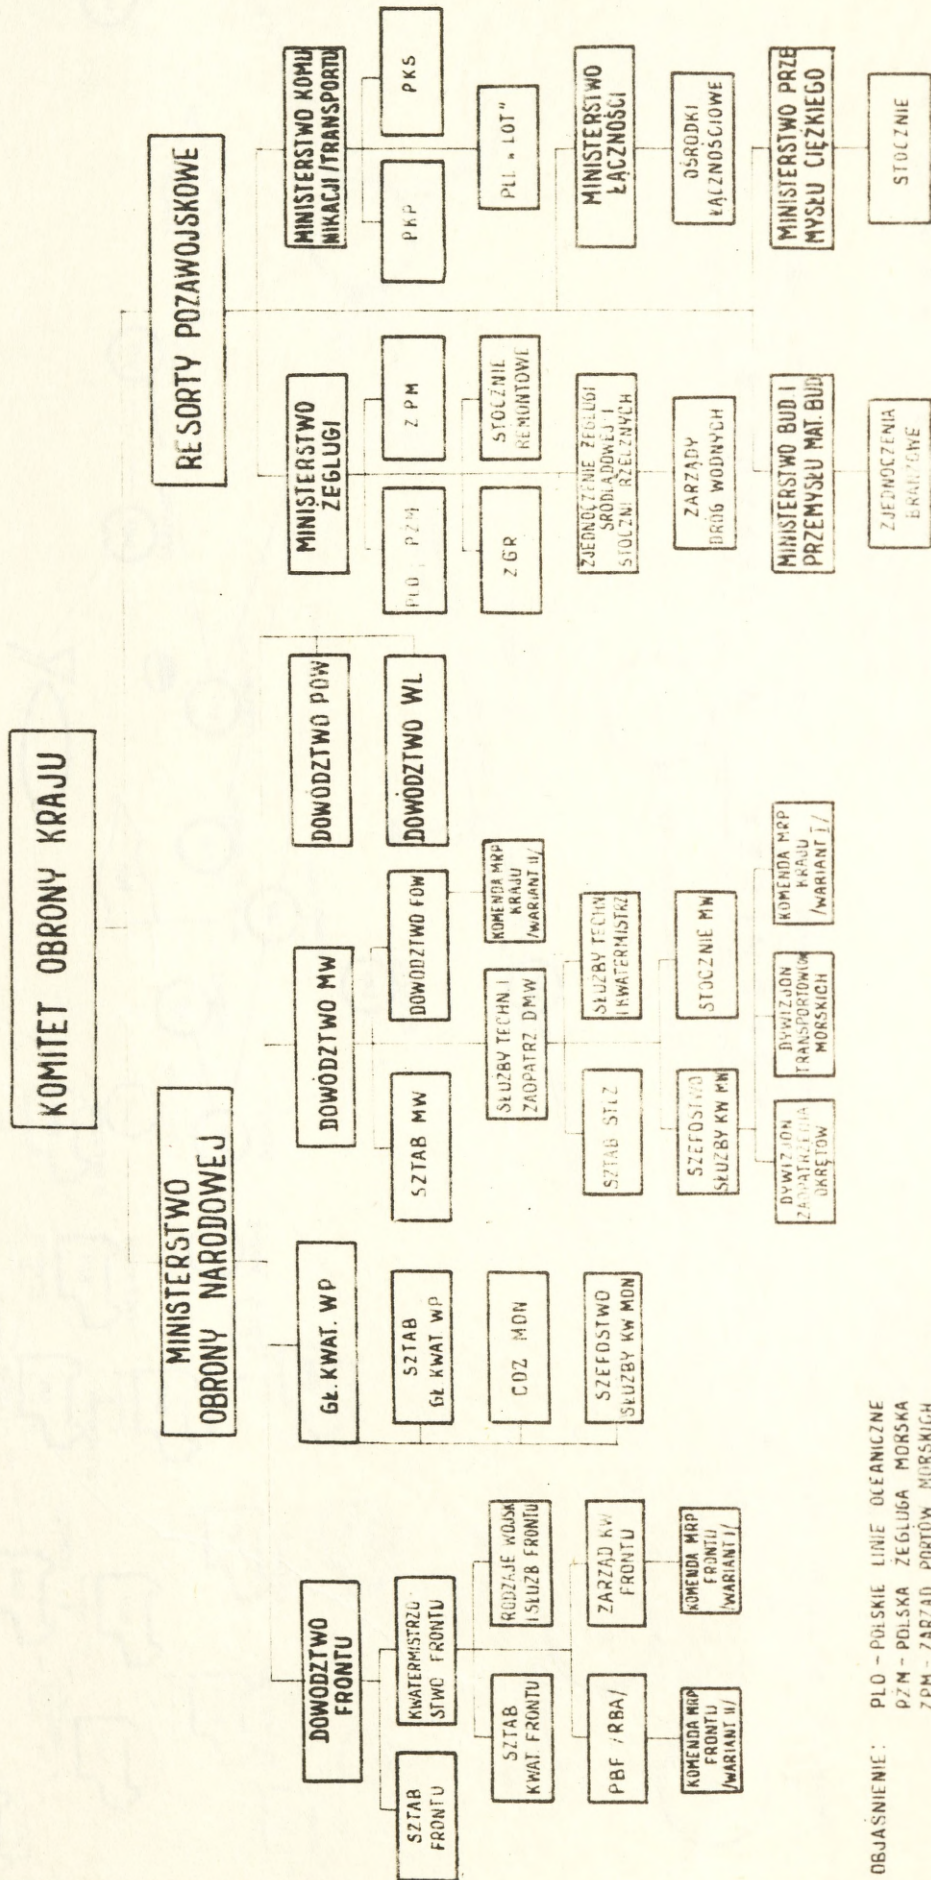 KOMITET OBRONY KRAJU
MINISTERSTWO
OBRONY NARODOWEJ
RESORTY POZAWOJSKOWE
DOWÓDZTWO
FRONTU
SZTAB
FRONTU
KWATERMISTRZO
STWO FRONTU
SZTAB
KWAT FRONTU
RODZAJE WOJSK
I SŁUŻB FRONTU
PBF /RBA/
ZARZĄD KW
FRONTU
KOMENDA MRP
FRONTU
/WARIANT II/
KOMENDA MRP
FRONTU
/WARIANT I/
GŁ. KWAT. WP
SZTAB
GŁ KWAT WP
COZ MON
SZEFOSTWO
SŁUŻBY KW MON
DOWÓDZTWO MW
SZTAB MW
DOWODZTWO FOW
KOMENDA MRP
KRAJU
/WARIANT II/
SŁUŻBY TECHN. I
ZAOPATRZ DMW
SZTAB STIZ
SŁUŻBY TECHN
I KWATERMISTRZ
SZEFOSTWO
SŁUŻBY KW MW
STOCZNIE MW
DYWIZJON
ZAOPATRZENIA
OKRĘTÓW
DYWIZJON
TRANSPORTOWCÓW
MORSKICH
KOMENDA MRP
KRAJU
/WARIANT I/
DOWÓDZTWO POW
DOWÓDZTWO WL
MINISTERSTWO
ŻEGLUGI
PLO, PŻM
ZPM
ZGR
STOCZNIE
REMONTOWE
ZJEDNOCZENIE ŻEGLUGI
ŚRÓDLĄDOWEJ I
STOCZNI RZECZNYCH
ZARZĄDY
DRÓG WODNYCH
MINISTERSTWO BUD. I
PRZEMYSŁU MAT. BUD
ZJEDNOCZENIA
BRANŻOWE
MINISTERSTWO KOMU
NIKACJI /TRANSPORTU
PKP
PKS
PLL „LOT"
MINISTERSTWO
ŁĄCZNOŚCI
OŚRODKI
ŁĄCZNOŚCIOWE
MINISTERSTWO PRZE
MYSŁU CIĘŻKIEGO
STOCZNIE
OBJAŚNIENIE: PLO - POLSKIE LINIE OCEANICZNE
PŻM - POLSKA ŻEGLUGA MORSKA
ZPM - ZARZĄD PORTÓW MORSKICH